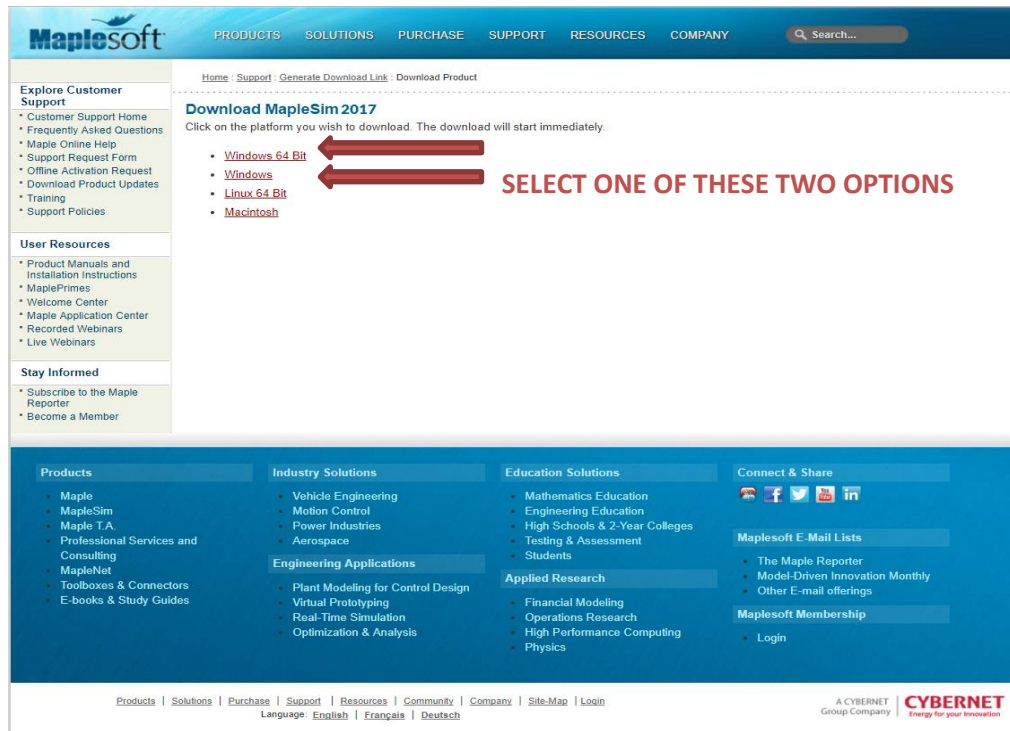 Maplesoft
PRODUCTS SOLUTIONS PURCHASE SUPPORT RESOURCES COMPANY Search...
Home : Support : Generate Download Link : Download Product
Explore Customer
Support
Customer Support Home
Frequently Asked Questions
Maple Online Help
Support Request Form
Offline Activation Request
Download Product Updates
Training
Support Policies
User Resources
Product Manuals and
Installation Instructions
MaplePrimes
Welcome Center
Maple Application Center
Recorded Webinars
Live Webinars
Stay Informed
Subscribe to the Maple
Reporter
Become a Member
Download MapleSim 2017
Click on the platform you wish to download. The download will start immediately.
Windows 64 Bit
Windows
Linux 64 Bit
Macintosh
SELECT ONE OF THESE TWO OPTIONS
Products
Maple
MapleSim
Maple T.A.
Professional Services and
Consulting
MapleNet
Toolboxes & Connectors
E-books & Study Guides
Industry Solutions
Vehicle Engineering
Motion Control
Power Industries
Aerospace
Engineering Applications
Plant Modeling for Control Design
Virtual Prototyping
Real-Time Simulation
Optimization & Analysis
Education Solutions
Mathematics Education
Engineering Education
High Schools & 2-Year Colleges
Testing & Assessment
Students
Applied Research
Financial Modeling
Operations Research
High Performance Computing
Physics
Connect & Share
Maplesoft E-Mail Lists
The Maple Reporter
Model-Driven Innovation Monthly
Other E-mail offerings
Maplesoft Membership
Login
Products | Solutions | Purchase | Support | Resources | Community | Company | Site-Map | Login
Language: English | Français | Deutsch
A CYBERNET
Group Company
CYBERNET
Energy for your Innovation